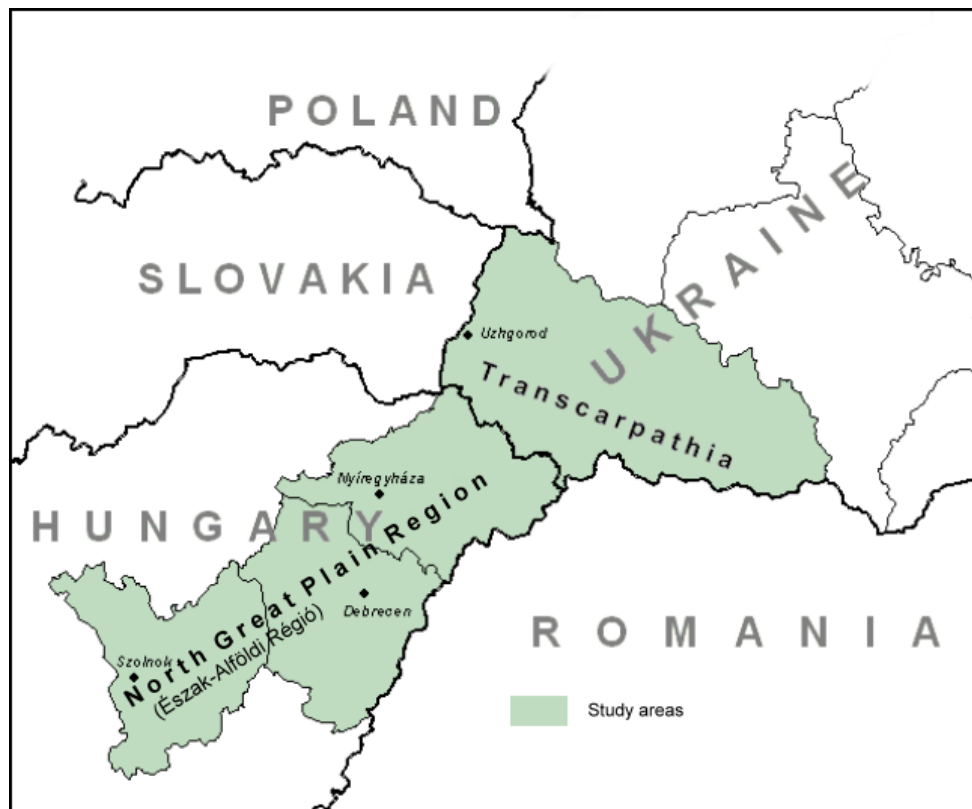 POLAND
UKRAINE
SLOVAKIA
Uzhgorod
Transcarpathia
Nyíregyháza
HUNGARY
North Great Plain Region
(Észak-Alföldi Régió)
Debrecen
Szolnok
ROMANIA
Study areas